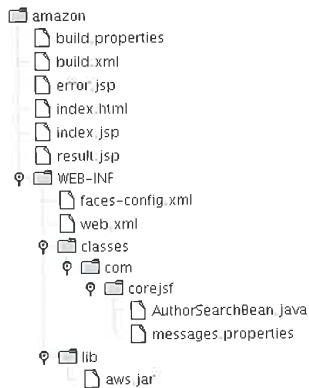 amazon
build.properties
build.xml
error.jsp
index.html
index.jsp
result.jsp
WEB-INF
faces-config.xml
web.xml
classes
com
corejsf
AuthorSearchBean.java
messages.properties
lib
aws.jar